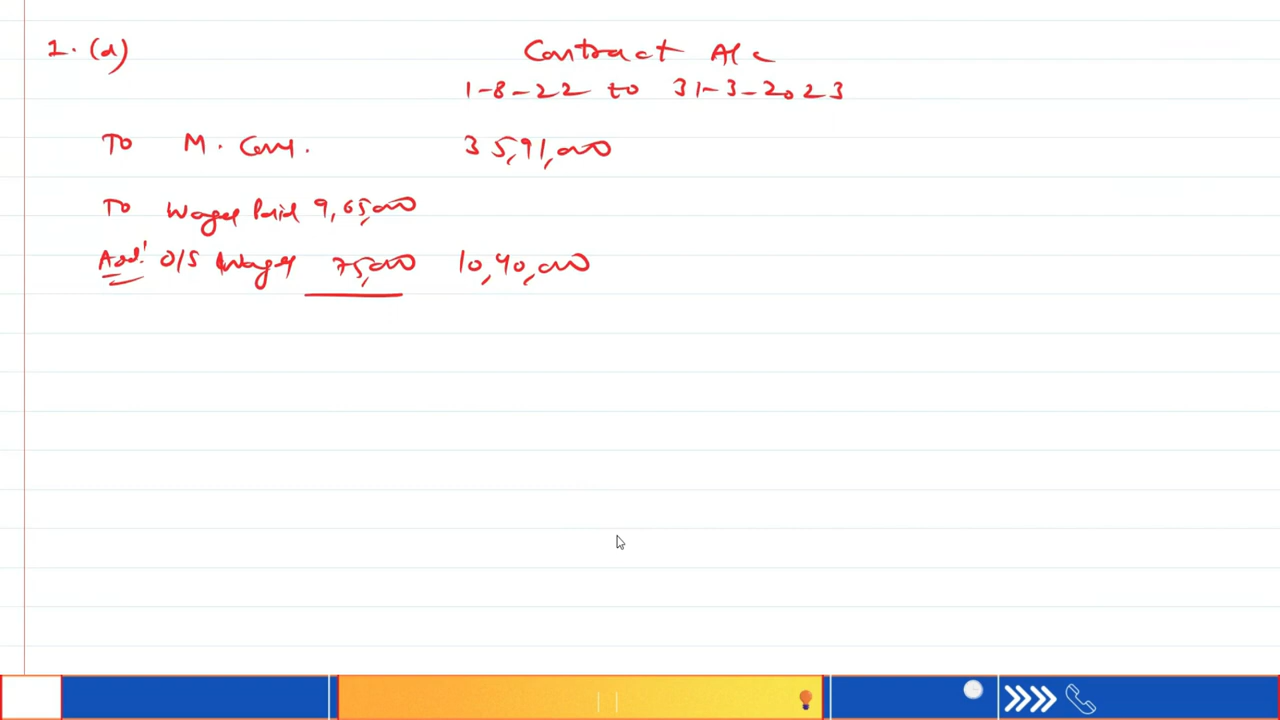 1. (d) Contract A/c
1-8-22 to 31-3-2023
To M. Cons. 35,91,000
To Wages Paid 9,65,000
Add: O/S Wages 75,000 10,40,000